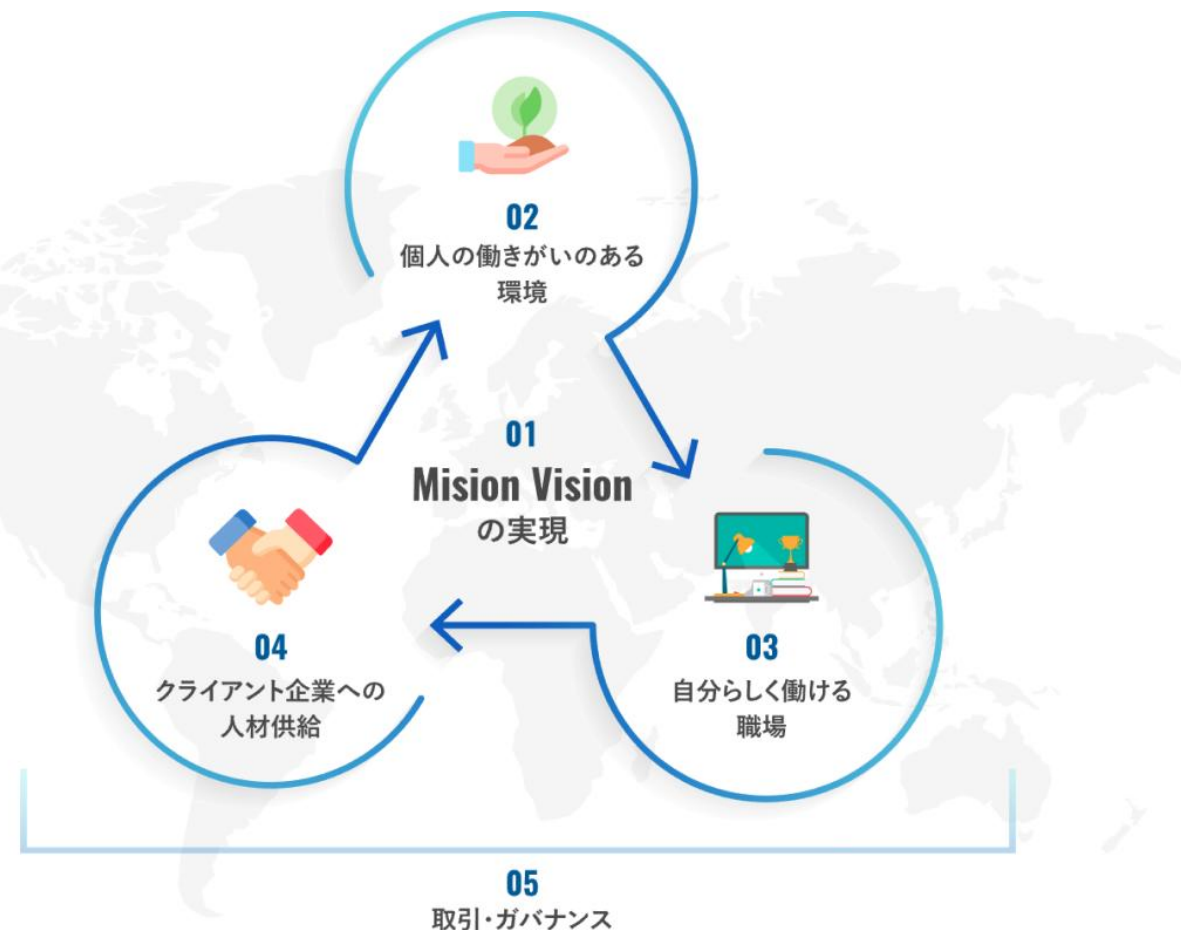 02
個人の働きがいのある
環境
01
Mision Vision
の実現
04
クライアント企業への
人材供給
03
自分らしく働ける
職場
05
取引・ガバナンス